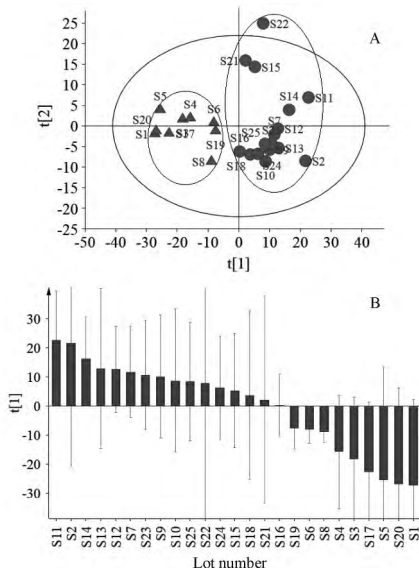 A
t[2]
25
20
15
10
5
0
-5
-10
-15
-20
-25
S22
S21
S15
S5
S4
S14
S11
S6
S7
S20
S12
S1
S16
S25
S19
S13
S8
S18
S24
S2
S10
-50 -40 -30 -20 -10 0 10 20 30 40 50
t[1]
B
t[1]
30
20
10
0
-10
-20
-30
S11 S2 S14 S13 S12 S7 S23 S9 S10 S25 S22 S24 S15 S18 S21 S16 S19 S6 S8 S4 S3 S17 S5 S20 S1
Lot number